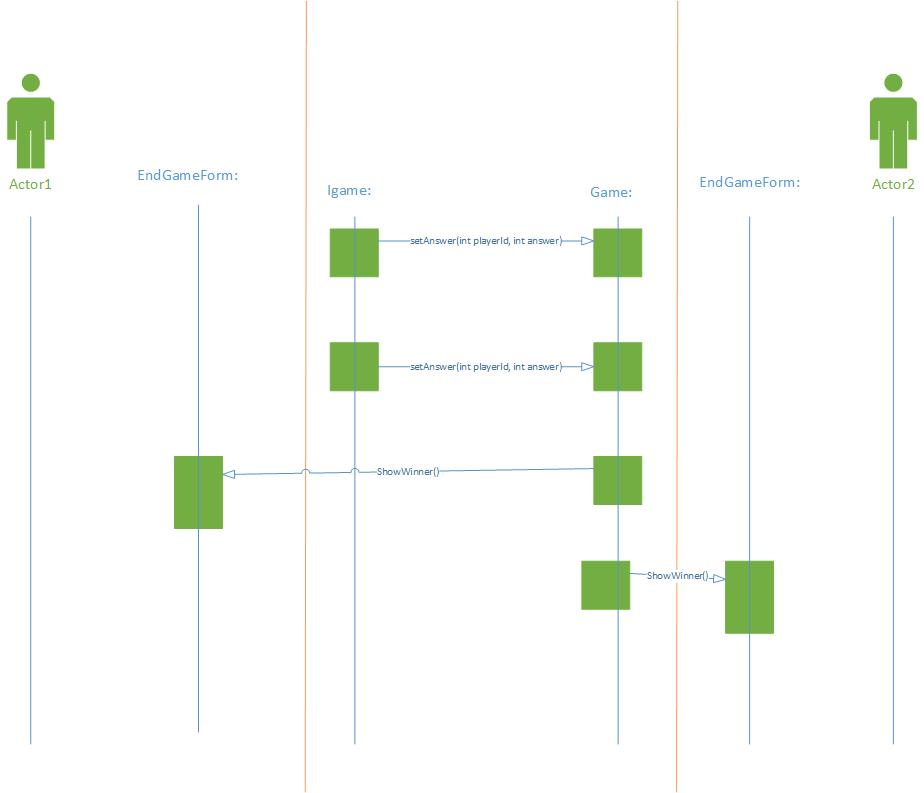 EndGameForm:
Actor1
Igame:
Game:
EndGameForm:
Actor2
setAnswer(int playerId, int answer)
setAnswer(int playerId, int answer)
ShowWinner()
ShowWinner()